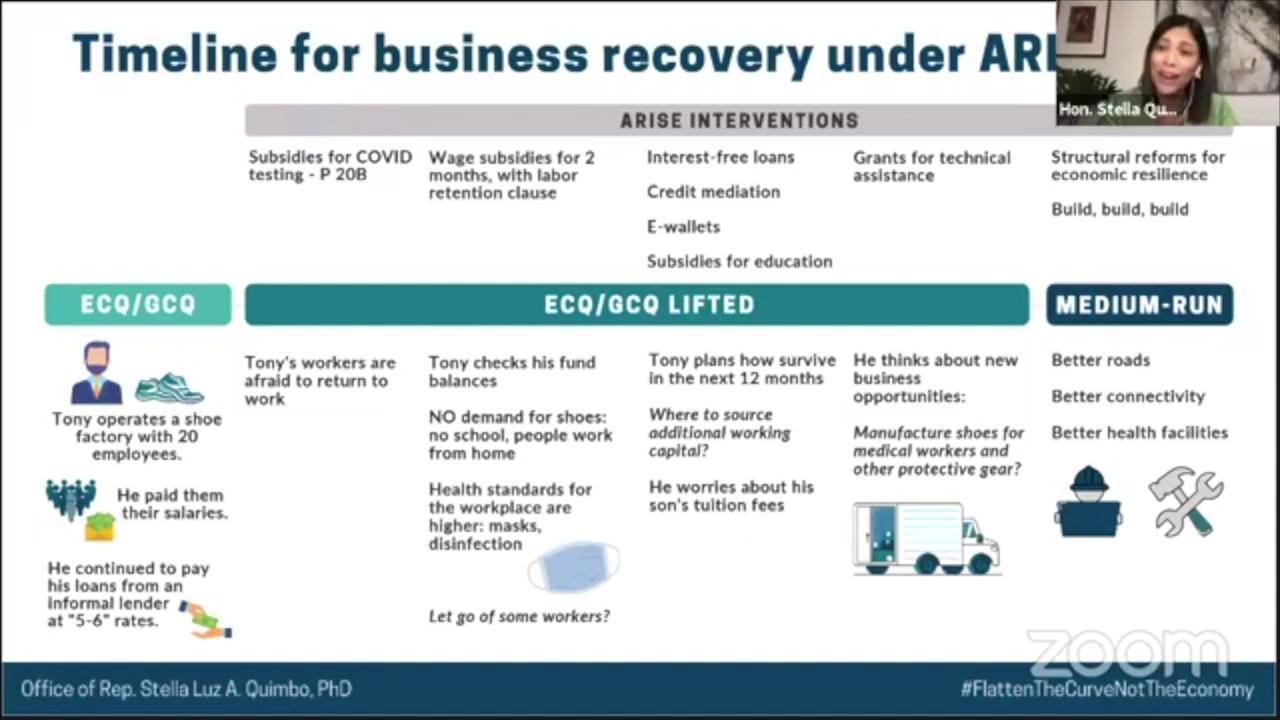 Timeline for business recovery under ARI
Hon. Stella Qu...
ARISE INTERVENTIONS
Subsidies for COVID
testing - P 20B
Wage subsidies for 2
months, with labor
retention clause
Interest-free loans
Credit mediation
E-wallets
Subsidies for education
Grants for technical
assistance
Structural reforms for
economic resilience
Build, build, build
ECQ/GCQ
ECQ/GCQ LIFTED
MEDIUM-RUN
Tony operates a shoe
factory with 20
employees.
He paid them
their salaries.
He continued to pay
his loans from an
informal lender
at "5-6" rates.
Tony's workers are
afraid to return to
work
Tony checks his fund
balances
NO demand for shoes:
no school, people work
from home
Health standards for
the workplace are
higher: masks,
disinfection
Let go of some workers?
Tony plans how survive
in the next 12 months
Where to source
additional working
capital?
He worries about his
son's tuition fees
He thinks about new
business
opportunities:
Manufacture shoes for
medical workers and
other protective gear?
Better roads
Better connectivity
Better health facilities
zoom
Office of Rep. Stella Luz A. Quimbo, PhD
#FlattenTheCurveNotTheEconomy